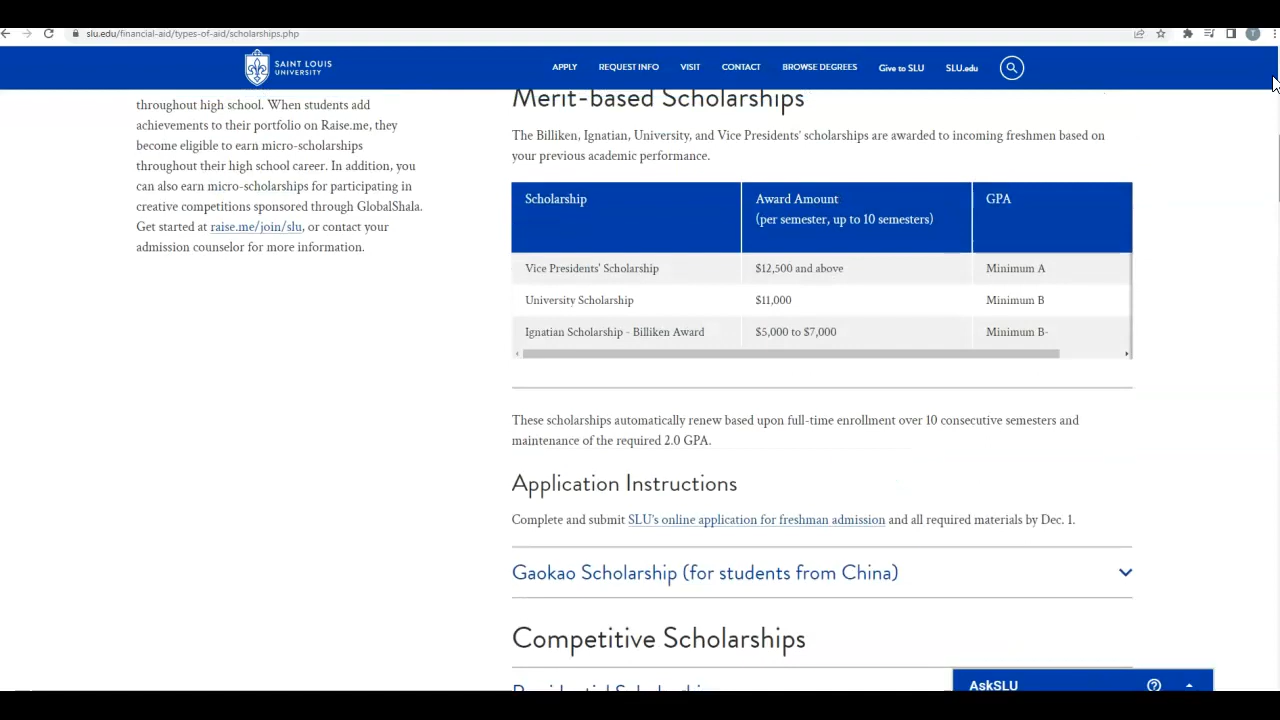 slu.edu/financial-aid/types-of-aid/scholarships.php
T
SAINT LOUIS
UNIVERSITY
APPLY
REQUEST INFO
VISIT
CONTACT
BROWSE DEGREES
Give to SLU
SLU.edu
throughout high school. When students add
achievements to their portfolio on Raise.me, they
become eligible to earn micro-scholarships
throughout their high school career. In addition, you
can also earn micro-scholarships for participating in
creative competitions sponsored through GlobalShala.
Get started at raise.me/join/slu, or contact your
admission counselor for more information.
Merit-based Scholarships
The Billiken, Ignatian, University, and Vice Presidents' scholarships are awarded to incoming freshmen based on
your previous academic performance.
Scholarship
Award Amount
(per semester, up to 10 semesters)
GPA
Vice Presidents' Scholarship
$12,500 and above
Minimum A
University Scholarship
$11,000
Minimum B
Ignatian Scholarship - Billiken Award
$5,000 to $7,000
Minimum B-
These scholarships automatically renew based upon full-time enrollment over 10 consecutive semesters and
maintenance of the required 2.0 GPA.
Application Instructions
Complete and submit SLU's online application for freshman admission and all required materials by Dec. 1.
Gaokao Scholarship (for students from China)
Competitive Scholarships
AskSLU